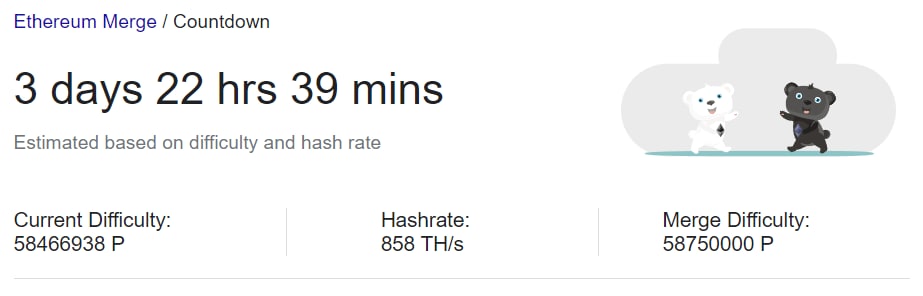 Ethereum Merge / Countdown
3 days 22 hrs 39 mins
Estimated based on difficulty and hash rate
Current Difficulty:
58466938 P
Hashrate:
858 TH/s
Merge Difficulty:
58750000 P